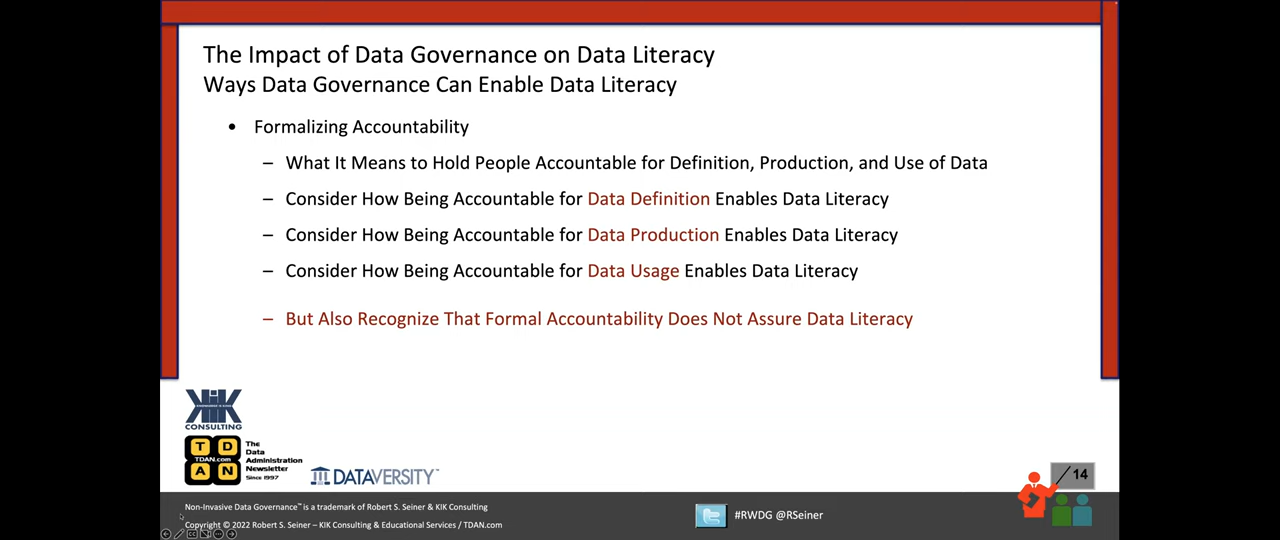 The Impact of Data Governance on Data Literacy
Ways Data Governance Can Enable Data Literacy
• Formalizing Accountability
– What It Means to Hold People Accountable for Definition, Production, and Use of Data
– Consider How Being Accountable for Data Definition Enables Data Literacy
– Consider How Being Accountable for Data Production Enables Data Literacy
– Consider How Being Accountable for Data Usage Enables Data Literacy
– But Also Recognize That Formal Accountability Does Not Assure Data Literacy
KiK
CONSULTING
T D
TDAN.com
A N
The
Data
Administration
Newsletter
Since 1997
DATAVERSITY
14
Non-Invasive Data Governance™ is a trademark of Robert S. Seiner & KIK Consulting
#RWDG @RSeiner
Copyright © 2022 Robert S. Seiner – KIK Consulting & Educational Services / TDAN.com